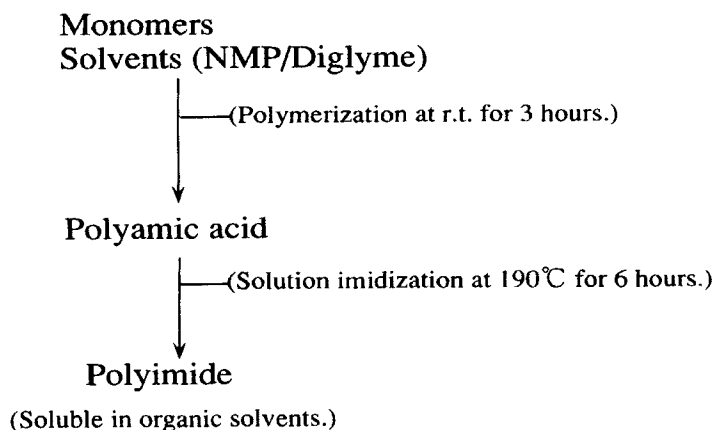 Monomers
Solvents (NMP/Diglyme)
(Polymerization at r.t. for 3 hours.)
Polyamic acid
(Solution imidization at 190℃ for 6 hours.)
Polyimide
(Soluble in organic solvents.)